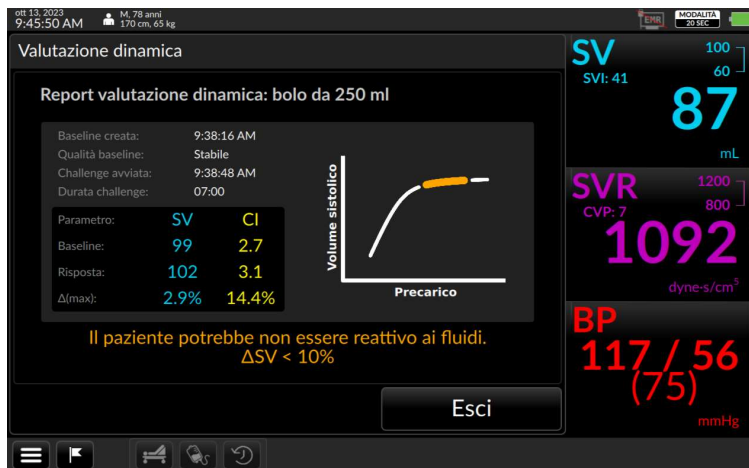 ott 13, 2023
9:45:50 AM
M, 78 anni
170 cm, 65 kg
EMR
MODALITÀ
20 SEC
Valutazione dinamica
Report valutazione dinamica: bolo da 250 ml
Baseline creata: 9:38:16 AM
Qualità baseline: Stabile
Challenge avviata: 9:38:48 AM
Durata challenge: 07:00
Parametro: SV CI
Baseline: 99 2.7
Risposta: 102 3.1
Δ(max): 2.9% 14.4%
Volume sistolico
Precarico
Il paziente potrebbe non essere reattivo ai fluidi.
ΔSV < 10%
Esci
SV
SVI: 41
100
60
87
mL
SVR
CVP: 7
1200
800
1092
dyne-s/cm⁵
BP
117 / 56
(75)
mmHg